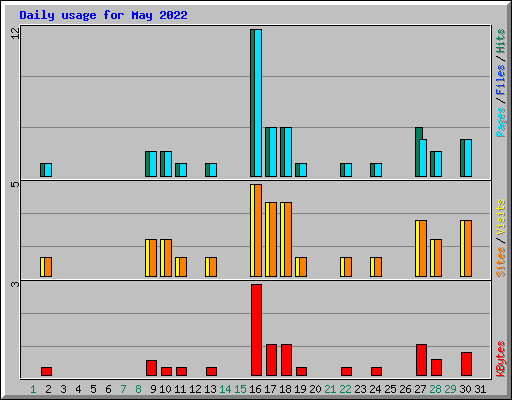 Daily usage for May 2022
12
5
3
Pages / Files / Hits
Sites / Visits
KBytes
1 2 3 4 5 6 7 8 9 10 11 12 13 14 15 16 17 18 19 20 21 22 23 24 25 26 27 28 29 30 31